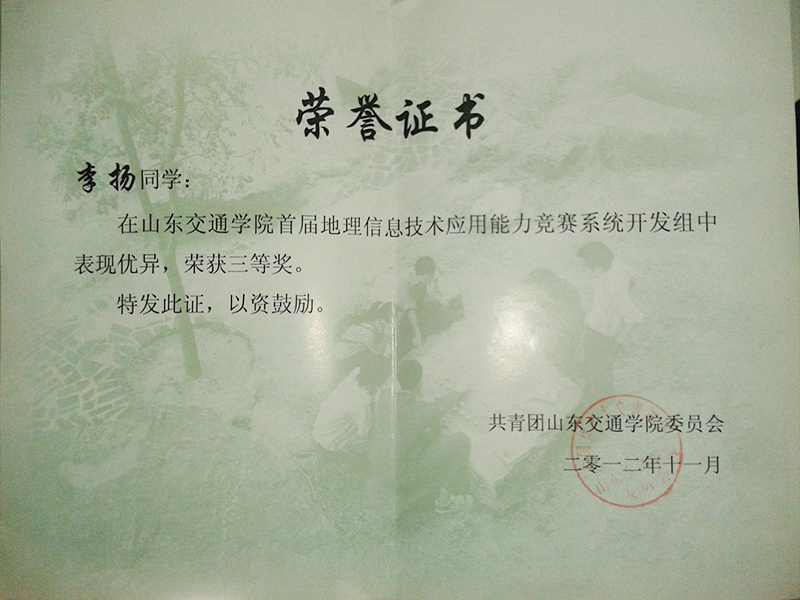 荣誉证书
李扬同学：
在山东交通学院首届地理信息技术应用能力竞赛系统开发组中
表现优异，荣获三等奖。
特发此证，以资鼓励。
共青团山东交通学院委员会
二零一二年十一月